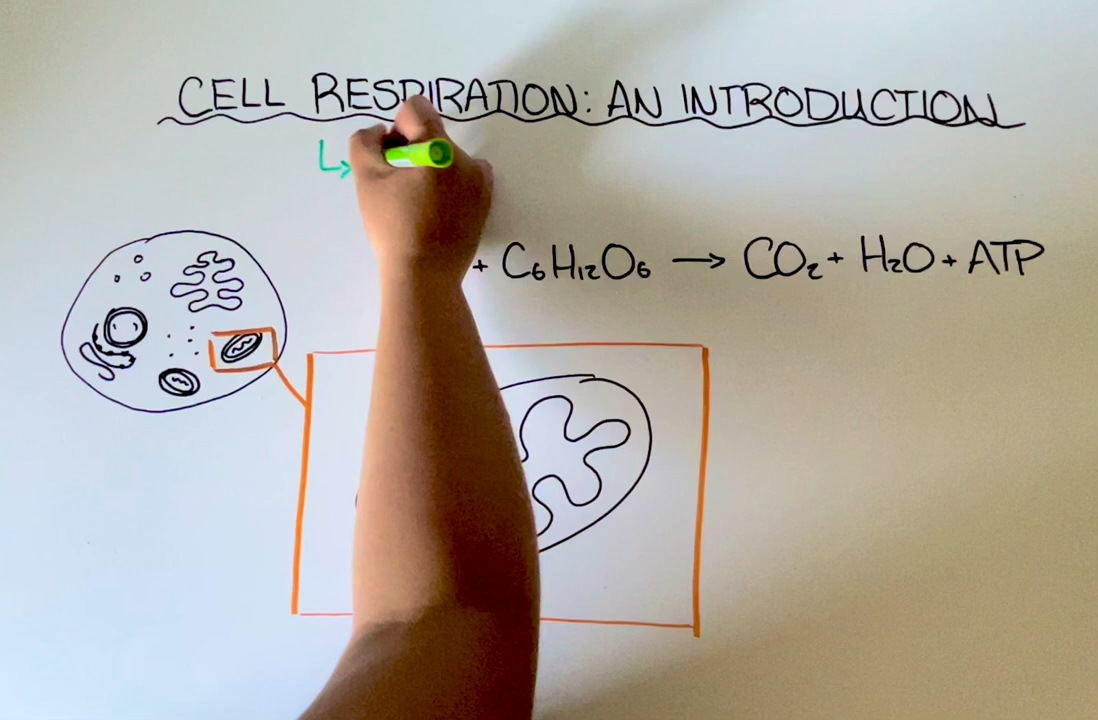 CELL RESPIRATION: AN INTRODUCTION
+ C₆H₁₂O₆ → CO₂ + H₂O + ATP